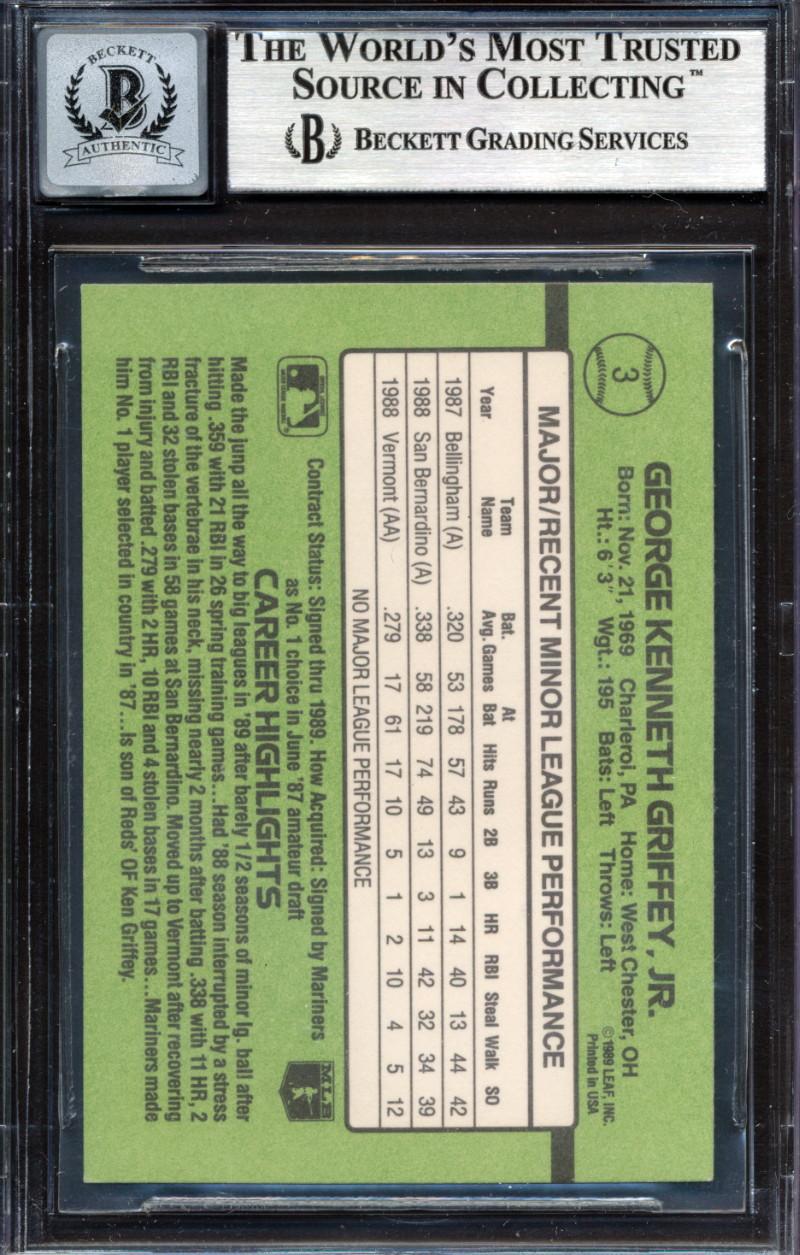 BECKETT
B
AUTHENTIC
THE WORLD'S MOST TRUSTED
SOURCE IN COLLECTING™
B BECKETT GRADING SERVICES
3
GEORGE KENNETH GRIFFEY, JR.
Born: Nov. 21, 1969 Charleroi, PA Home: West Chester, OH
Ht.: 6'3" Wgt.: 195 Bats: Left Throws: Left
©1989 LEAF, INC.
Printed in USA
MAJOR/RECENT MINOR LEAGUE PERFORMANCE
Team Bat. At
Year Name Avg. Games Bat Hits Runs 2B 3B HR RBI Steal Walk SO
1987 Bellingham (A) .320 53 178 57 43 9 1 14 40 13 44 42
1988 San Bernardino (A) .338 58 219 74 49 13 3 11 42 32 34 39
1988 Vermont (AA) .279 17 61 17 10 5 1 2 10 4 5 12
NO MAJOR LEAGUE PERFORMANCE
Contract Status: Signed thru 1989. How Acquired: Signed by Mariners
as No. 1 choice in June '87 amateur draft
MLB
CAREER HIGHLIGHTS
Made the jump all the way to big leagues in '89 after barely 1/2 seasons of minor lg. ball after
hitting .359 with 21 RBI in 26 spring training games...Had '88 season interrupted by a stress
fracture of the vertebrae in his neck, missing nearly 2 months after batting .338 with 11 HR, 2
RBI and 32 stolen bases in 58 games at San Bernardino. Moved up to Vermont after recovering
from injury and batted .279 with 2 HR, 10 RBI and 4 stolen bases in 17 games...Mariners made
him No. 1 player selected in country in '87...Is son of Reds' OF Ken Griffey.